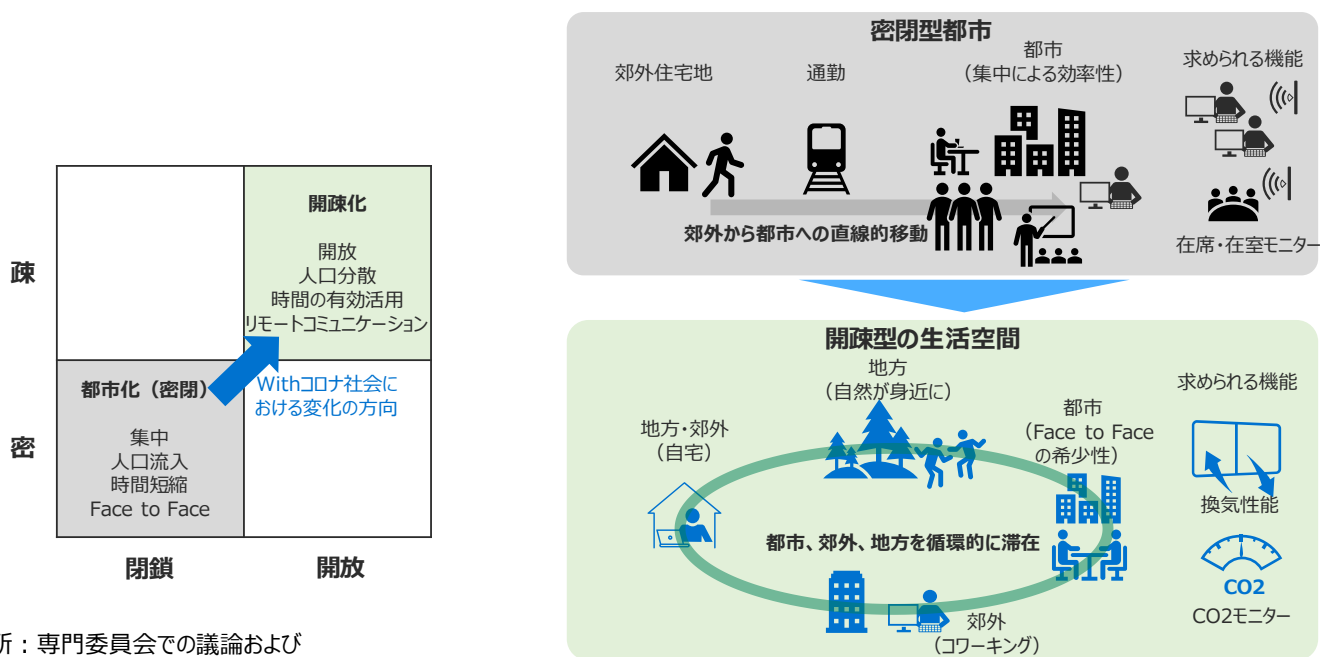 疎
密
開疎化
開放
人口分散
時間の有効活用
リモートコミュニケーション
都市化（密閉）
集中
人口流入
時間短縮
Face to Face
Withコロナ社会に
おける変化の方向
閉鎖
開放
所：専門委員会での議論および
密閉型都市
郊外住宅地
通勤
都市
（集中による効率性）
求められる機能
郊外から都市への直線的移動
在席・在室モニター
開疎型の生活空間
地方
（自然が身近に）
地方・郊外
（自宅）
都市
（Face to Face
の希少性）
都市、郊外、地方を循環的に滞在
郊外
（コワーキング）
求められる機能
換気性能
CO2
CO2モニター